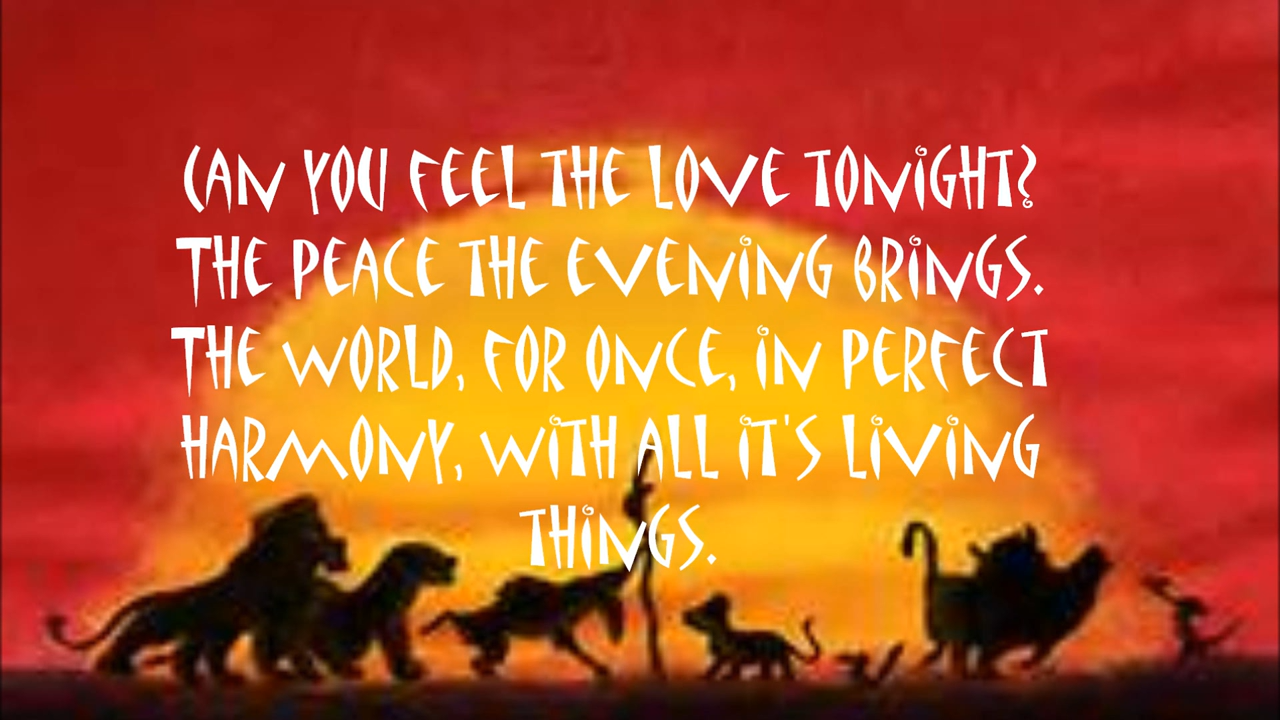 CAN YOU FEEL THE LOVE TONIGHT?
THE PEACE THE EVENING BRINGS.
THE WORLD, FOR ONCE, IN PERFECT
HARMONY, WITH ALL IT'S LIVING
THINGS.